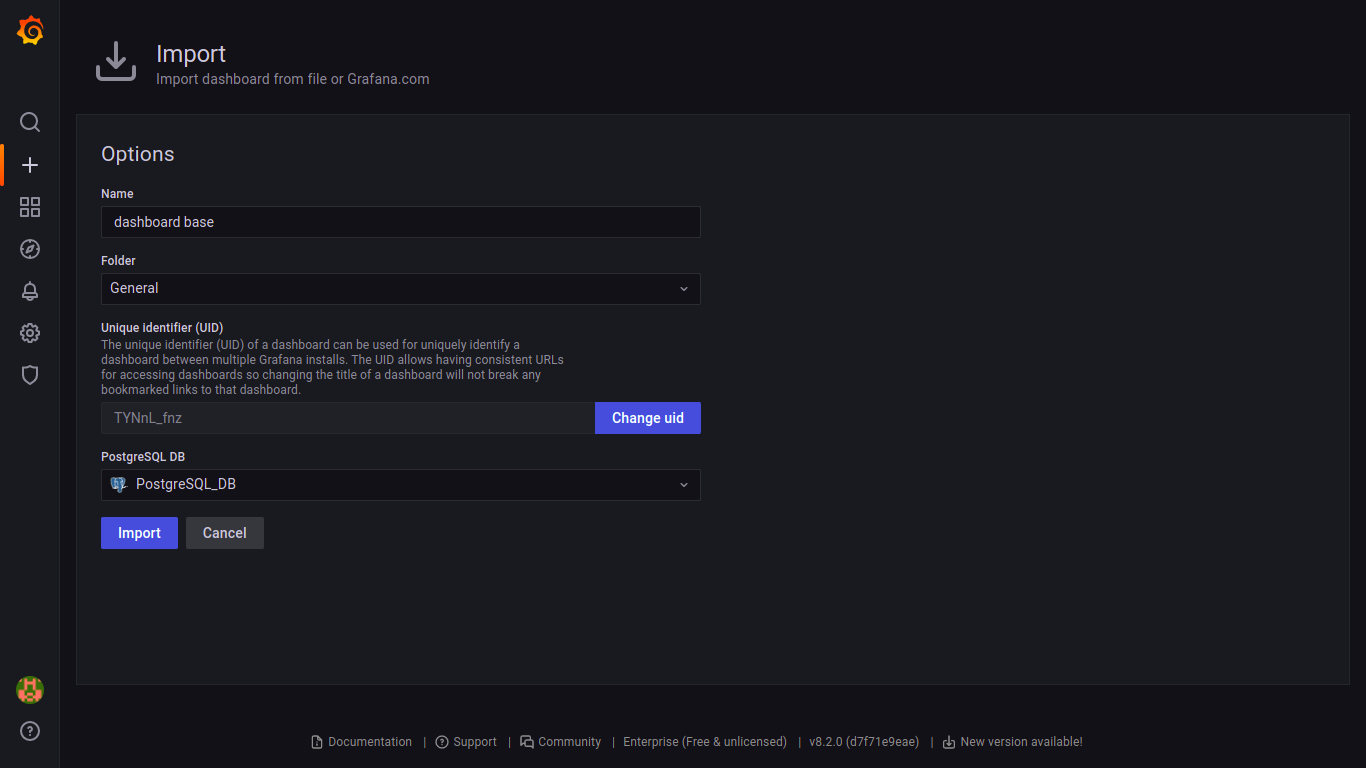 Import
Import dashboard from file or Grafana.com
Options
Name
dashboard base
Folder
General
Unique identifier (UID)
The unique identifier (UID) of a dashboard can be used for uniquely identify a
dashboard between multiple Grafana installs. The UID allows having consistent URLs
for accessing dashboards so changing the title of a dashboard will not break any
bookmarked links to that dashboard.
TYNnL_fnz Change uid
PostgreSQL DB
PostgreSQL_DB
Import Cancel
Documentation | Support | Community | Enterprise (Free & unlicensed) | v8.2.0 (d7f71e9eae) | New version available!